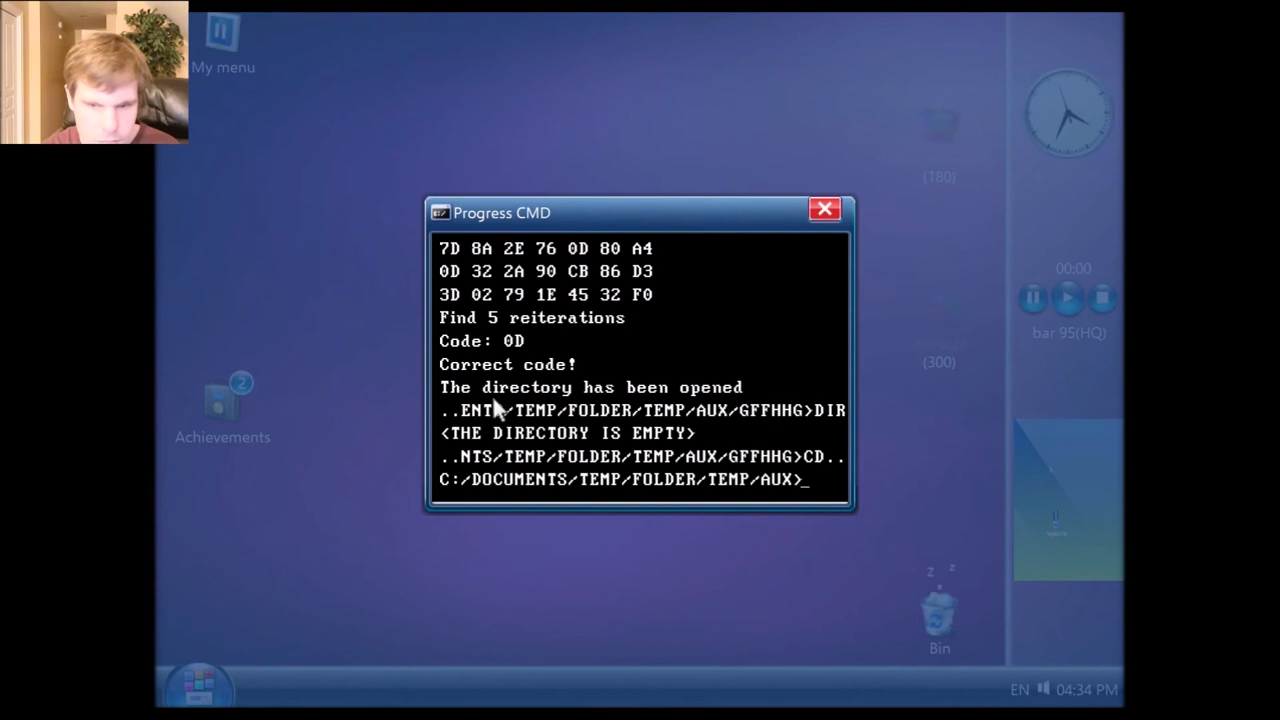 My menu
(180)
Progress CMD
7D 8A 2E 76 0D 80 A4
0D 32 2A 90 CB 86 D3
3D 02 79 1E 45 32 F0
Find 5 reiterations
Code: 0D
Correct code!
The directory has been opened
..ENTS/TEMP/FOLDER/TEMP/AUX/GFFHHG>DIR
<THE DIRECTORY IS EMPTY>
..NTS/TEMP/FOLDER/TEMP/AUX/GFFHHG>CD..
C:/DOCUMENTS/TEMP/FOLDER/TEMP/AUX>_
00:00
bar 95(HQ)
(300)
2
Achievements
z z
Bin
EN 04:34 PM